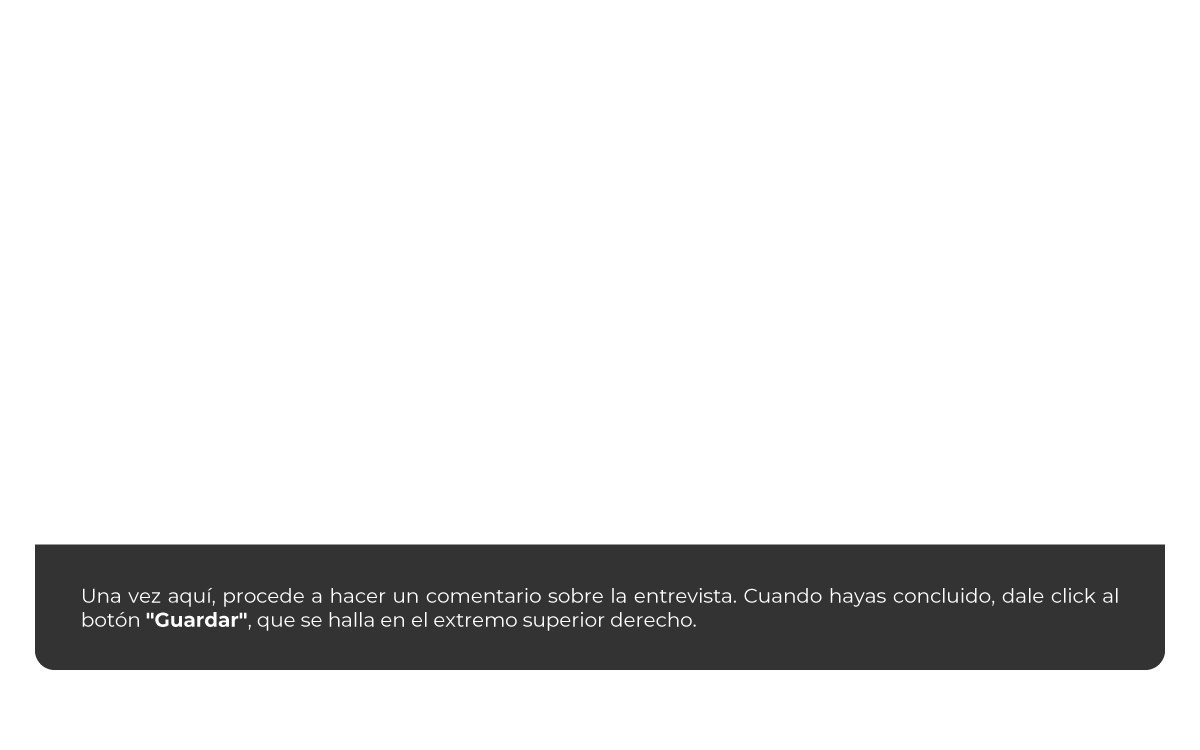 Una vez aquí, procede a hacer un comentario sobre la entrevista. Cuando hayas concluido, dale click al
botón "Guardar", que se halla en el extremo superior derecho.